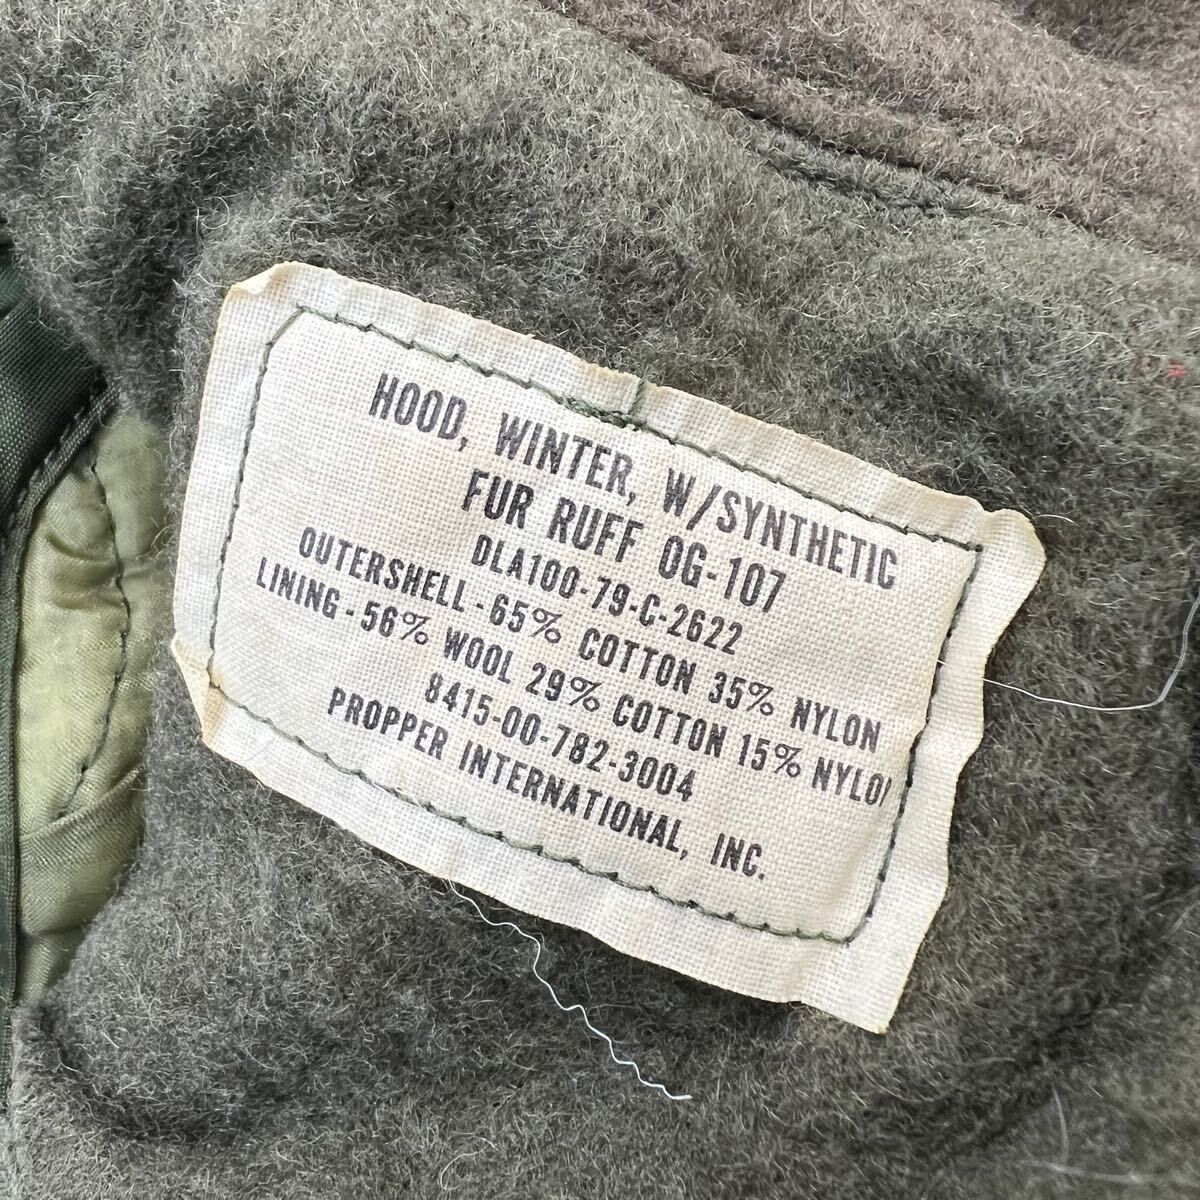 HOOD, WINTER, W/SYNTHETIC
FUR RUFF OG-107
DLA100-79-C-2622
OUTERSHELL-65% COTTON 35% NYLON
LINING-56% WOOL 29% COTTON 15% NYLON
8415-00-782-3004
PROPPER INTERNATIONAL, INC.